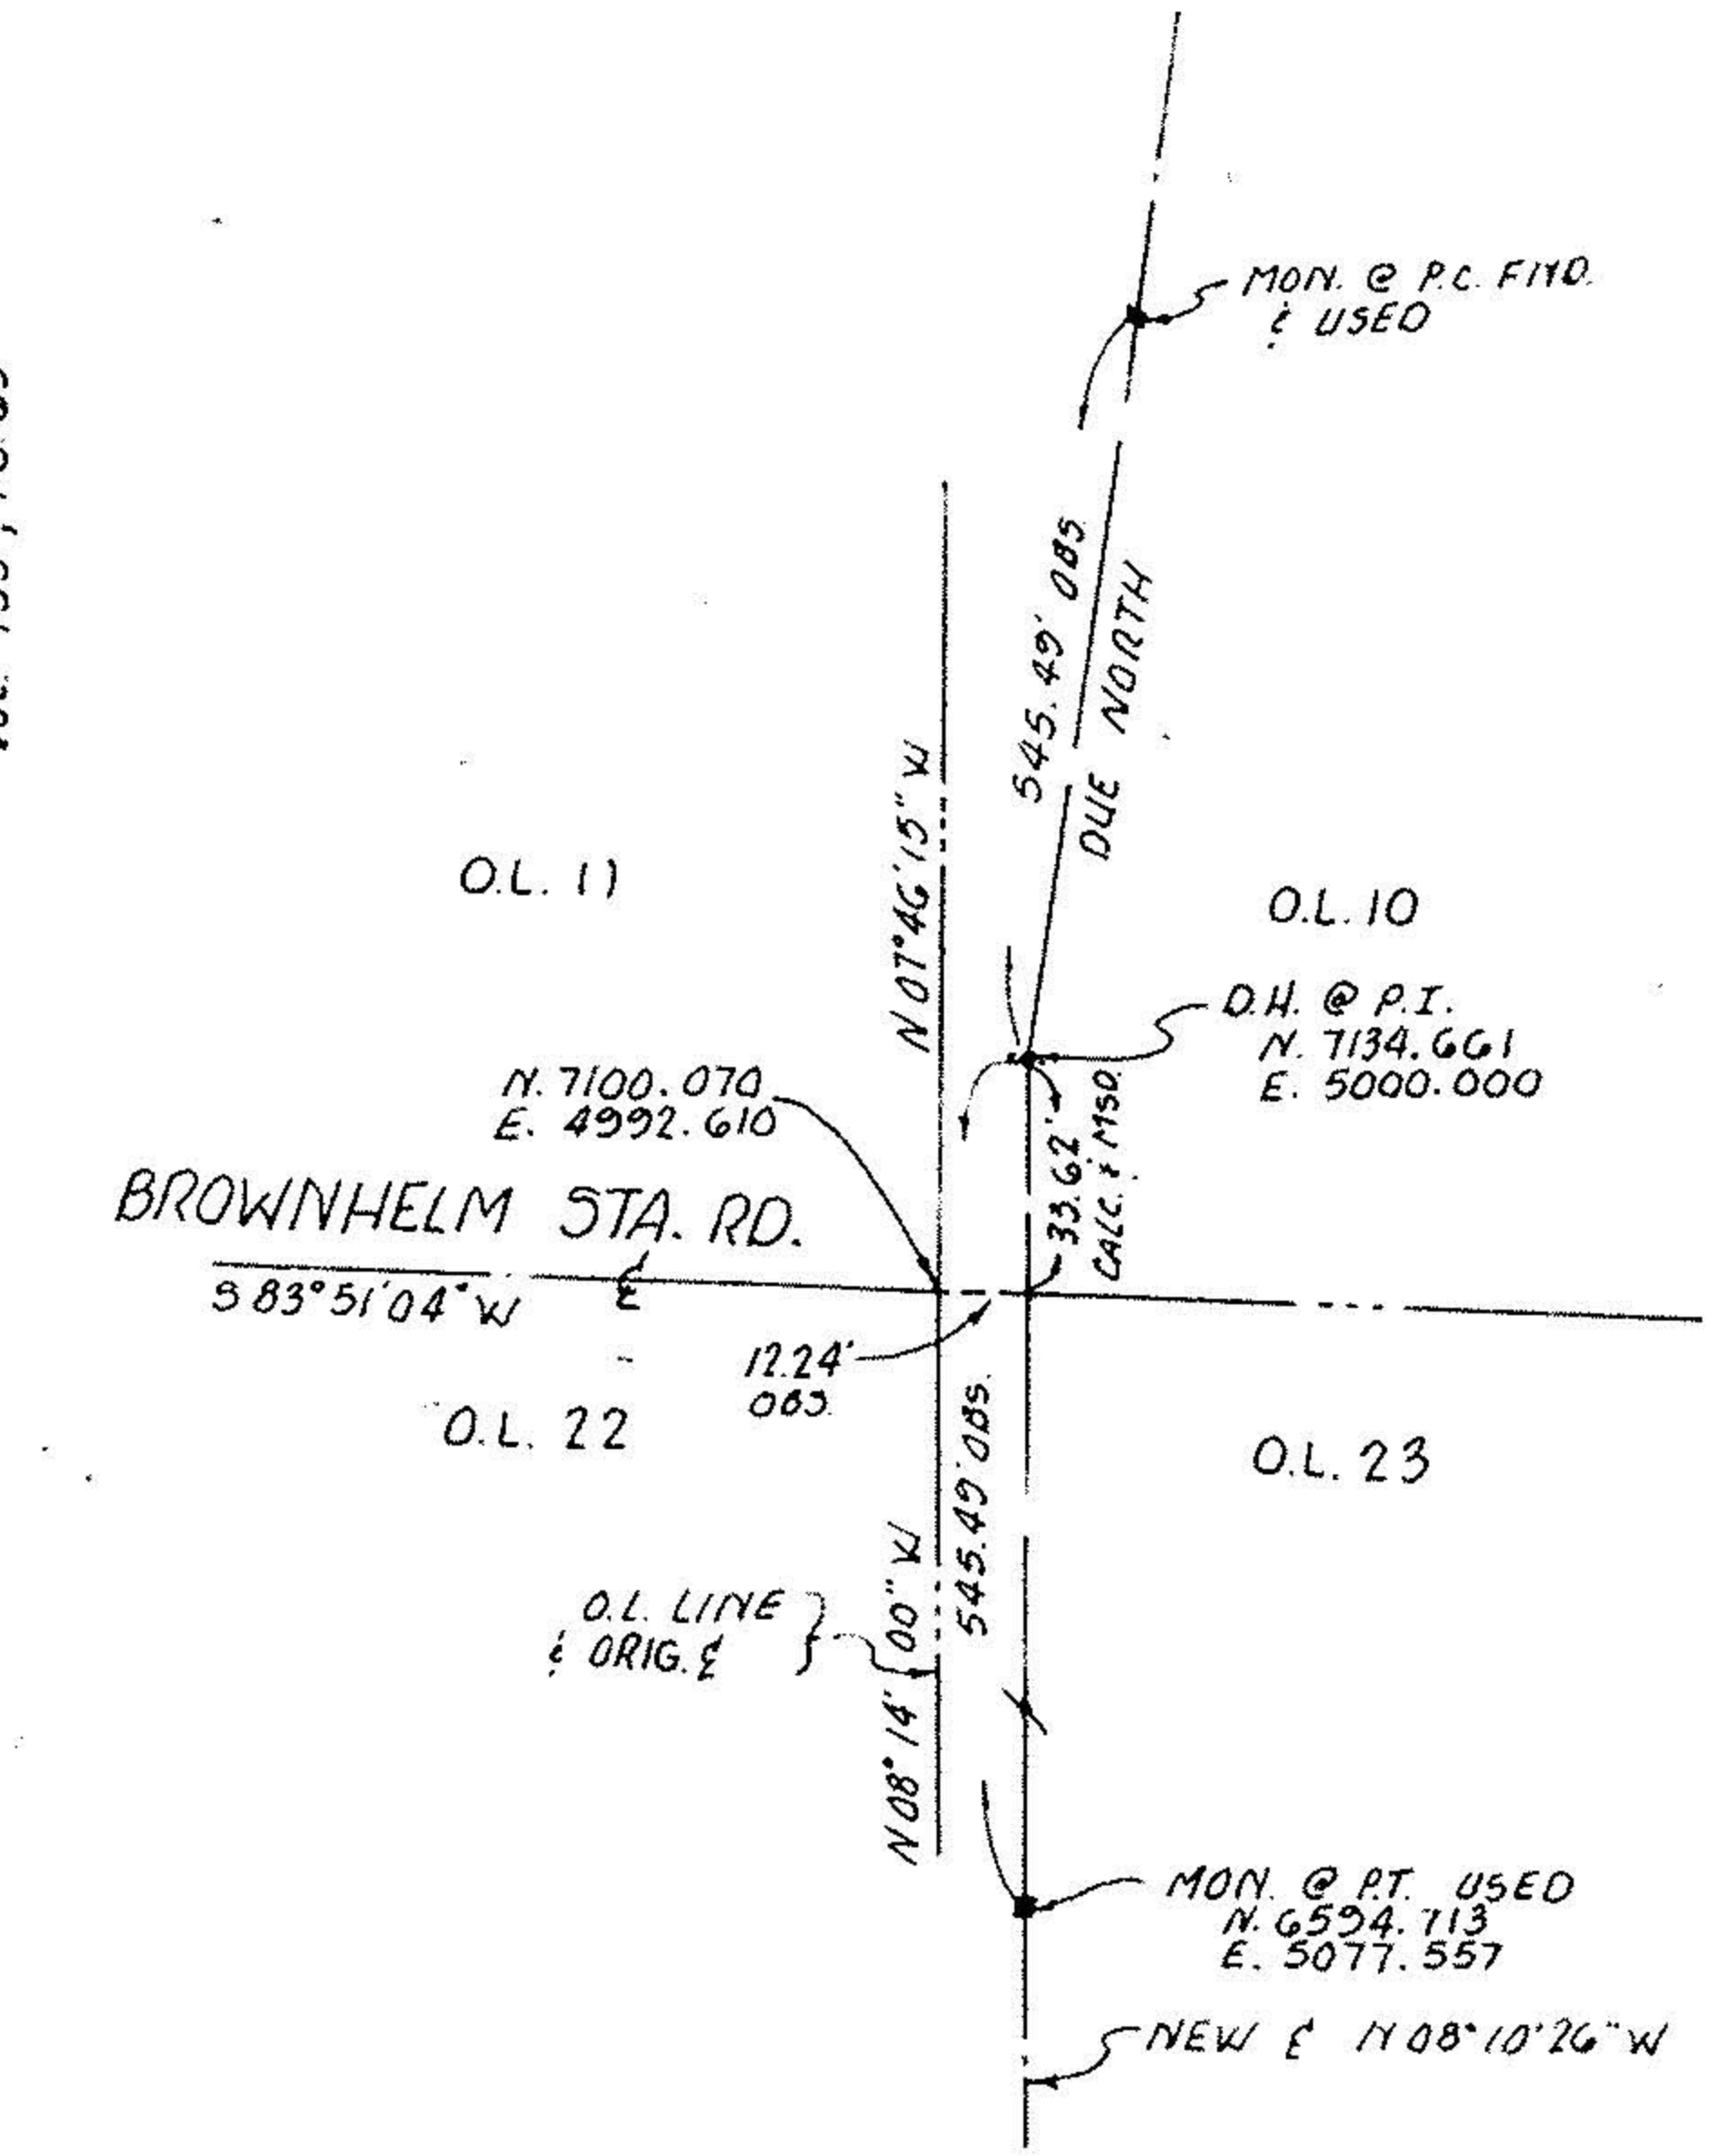 MON. @ P.C. FND.
& USED
545.49' OBS
DUE NORTH
N 07°46'15" W
O.L. 11
O.L. 10
D.H. @ P.I.
N. 7134.661
E. 5000.000
N. 7100.070
E. 4992.610
33.62'
CALC. & MSD.
BROWNHELM STA. RD.
S 83°51'04" W
℄
12.24'
OBS.
O.L. 22
O.L. 23
545.49' OBS.
O.L. LINE
& ORIG. ℄
N 08°14'00" W
MON. @ P.T. USED
N. 6594.713
E. 5077.557
NEW ℄ N 08°10'26" W